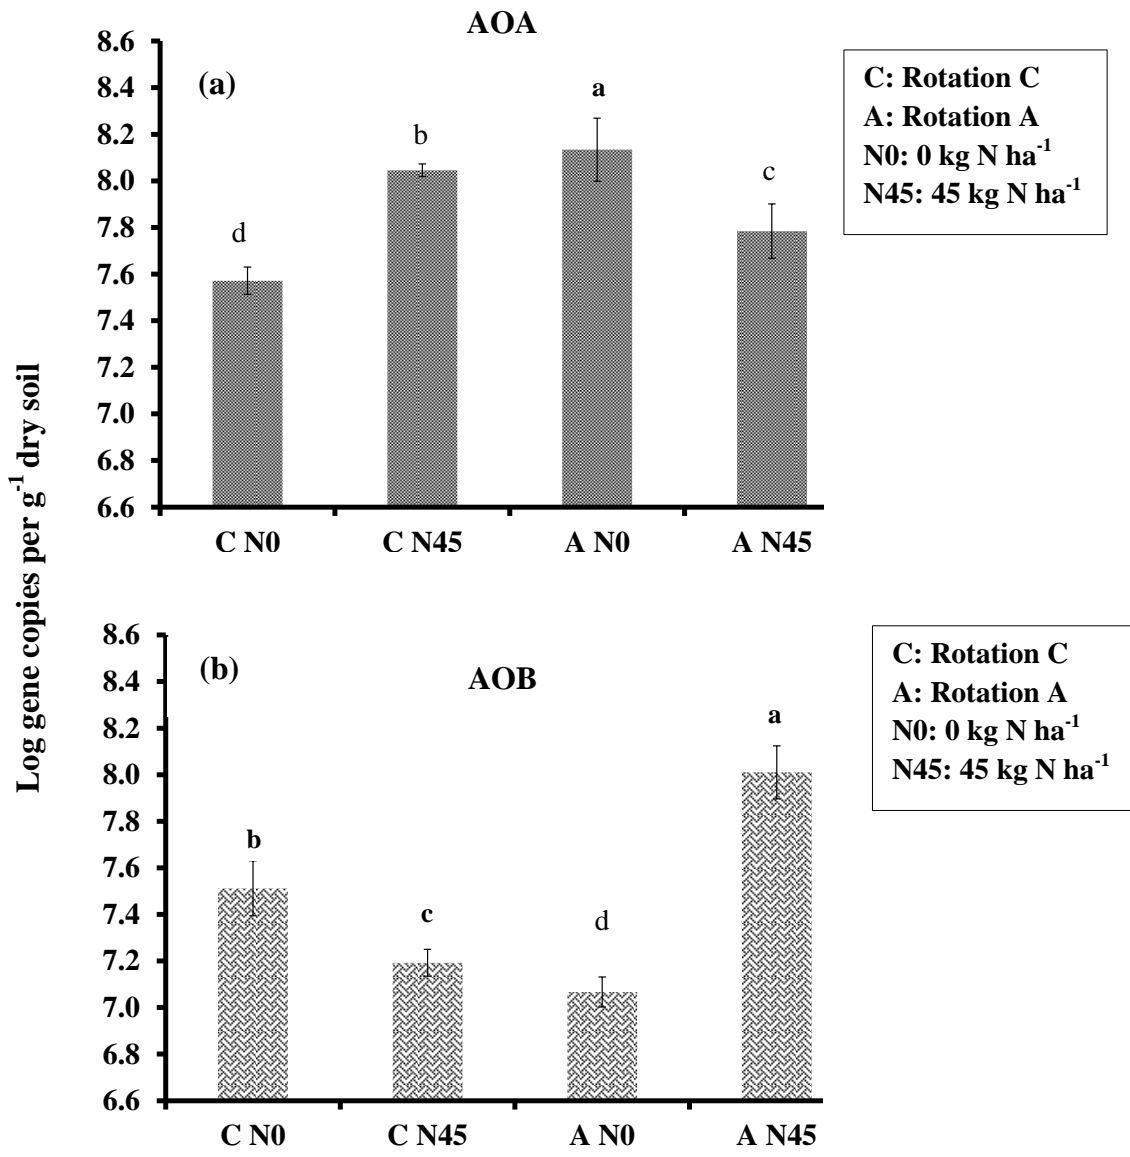 AOA
(a)
8.6
8.4
8.2
8.0
7.8
7.6
7.4
7.2
7.0
6.8
6.6
d
b
a
c
C N0 C N45 A N0 A N45
C: Rotation C
A: Rotation A
N0: 0 kg N ha⁻¹
N45: 45 kg N ha⁻¹
Log gene copies per g⁻¹ dry soil
AOB
(b)
8.6
8.4
8.2
8.0
7.8
7.6
7.4
7.2
7.0
6.8
6.6
b
c
d
a
C N0 C N45 A N0 A N45
C: Rotation C
A: Rotation A
N0: 0 kg N ha⁻¹
N45: 45 kg N ha⁻¹